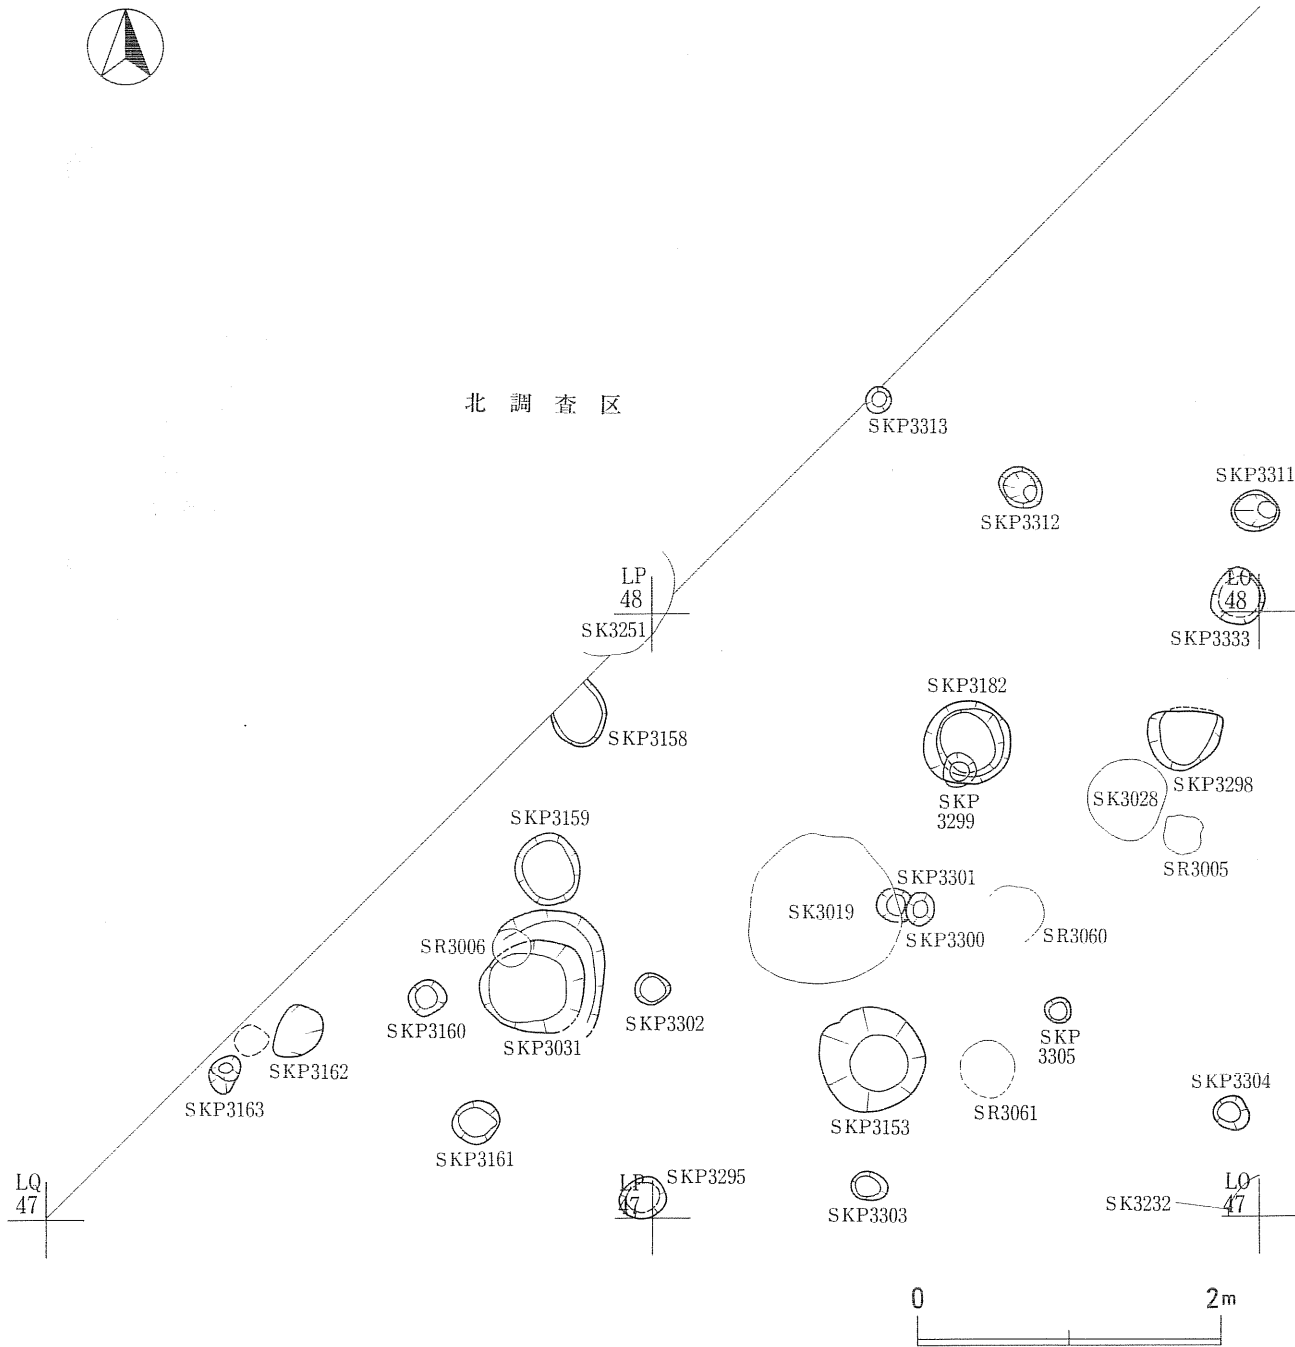 北調査区
SKP3313
SKP3311
SKP3312
LP
48
LO
48
SK3251
SKP3333
SKP3182
SKP3158
SKP3298
SK3028
SKP
3299
SKP3159
SR3005
SKP3301
SK3019
SKP3300
SR3060
SR3006
SKP3302
SKP3160
SKP3031
SKP
3305
SKP3162
SKP3163
SKP3304
SR3061
SKP3153
SKP3161
LQ
47
LP
47
SKP3295
SKP3303
SK3232
LO
47
0 2m